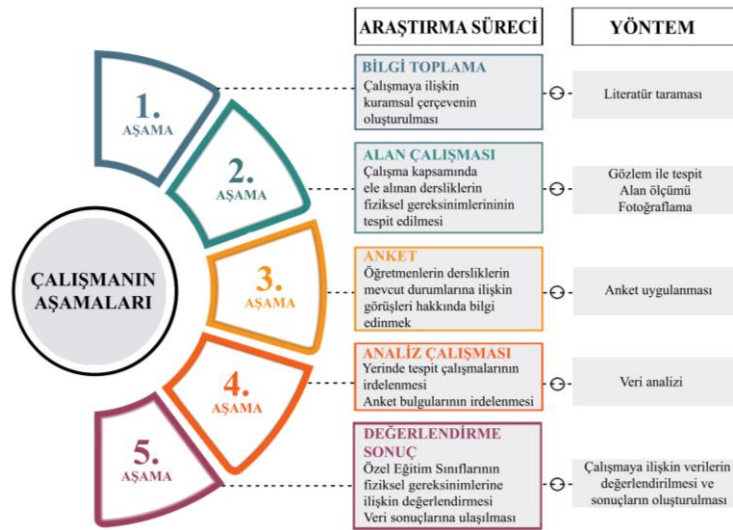 ARAŞTIRMA SÜRECİ
YÖNTEM
ÇALIŞMANIN
AŞAMALARI
1.
AŞAMA
BİLGİ TOPLAMA
Çalışmaya ilişkin
kuramsal çerçevenin
oluşturulması
Literatür taraması
2.
AŞAMA
ALAN ÇALIŞMASI
Çalışma kapsamında
ele alınan dersliklerin
fiziksel gereksinimlerininin
tespit edilmesi
Gözlem ile tespit
Alan ölçümü
Fotoğraflama
3.
AŞAMA
ANKET
Öğretmenlerin dersliklerin
mevcut durumlarına ilişkin
görüşleri hakkında bilgi
edinmek
Anket uygulanması
4.
AŞAMA
ANALİZ ÇALIŞMASI
Yerinde tespit çalışmalarının
irdelenmesi
Anket bulgularının irdelenmesi
Veri analizi
5.
AŞAMA
DEĞERLENDİRME
SONUÇ
Özel Eğitim Sınıflarının
fiziksel gereksinimlerine
ilişkin değerlendirmesi
Veri sonuçlarına ulaşılması
Çalışmaya ilişkin verilerin
değerlendirilmesi ve
sonuçların oluşturulması